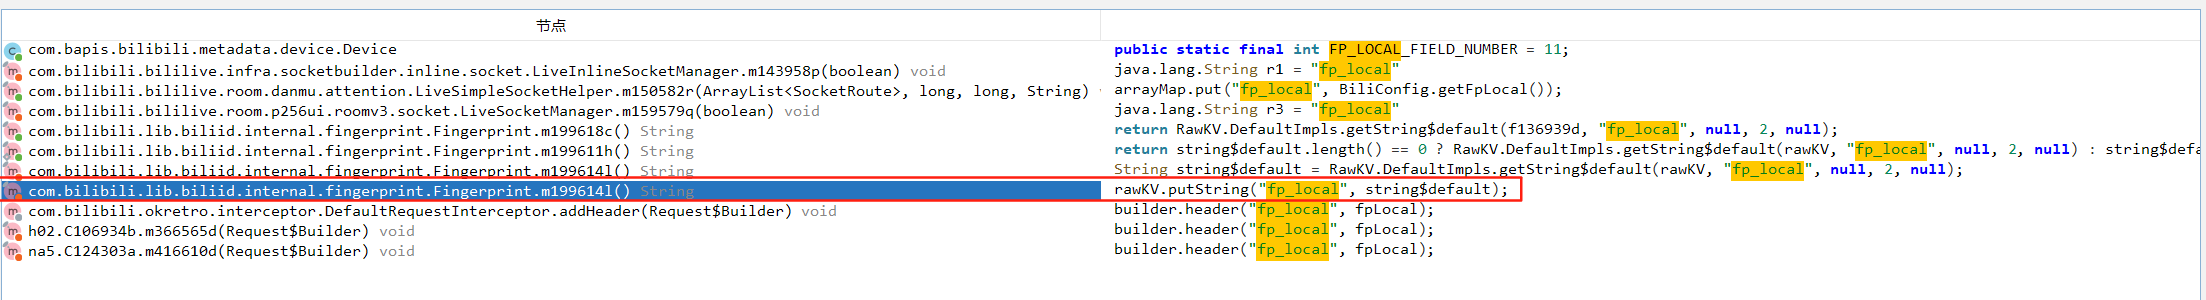 节点
com.bapis.bilibili.metadata.device.Device public static final int FP_LOCAL_FIELD_NUMBER = 11;
com.bilibili.bililive.infra.socketbuilder.inline.socket.LiveInlineSocketManager.m143958p(boolean) void java.lang.String r1 = "fp_local"
com.bilibili.bililive.room.danmu.attention.LiveSimpleSocketHelper.m150582r(ArrayList<SocketRoute>, long, long, String) arrayMap.put("fp_local", BiliConfig.getFpLocal());
com.bilibili.bililive.room.p256ui.roomv3.socket.LiveSocketManager.m159579q(boolean) void java.lang.String r3 = "fp_local"
com.bilibili.lib.biliid.internal.fingerprint.Fingerprint.m199618c() String return RawKV.DefaultImpls.getString$default(f136939d, "fp_local", null, 2, null);
com.bilibili.lib.biliid.internal.fingerprint.Fingerprint.m199611h() String return string$default.length() == 0 ? RawKV.DefaultImpls.getString$default(rawKV, "fp_local", null, 2, null) : string$defa
com.bilibili.lib.biliid.internal.fingerprint.Fingerprint.m199614l() String String string$default = RawKV.DefaultImpls.getString$default(rawKV, "fp_local", null, 2, null);
com.bilibili.lib.biliid.internal.fingerprint.Fingerprint.m199614l() String rawKV.putString("fp_local", string$default);
com.bilibili.okretro.interceptor.DefaultRequestInterceptor.addHeader(Request$Builder) void builder.header("fp_local", fpLocal);
h02.C106934b.m366565d(Request$Builder) void builder.header("fp_local", fpLocal);
na5.C124303a.m416610d(Request$Builder) void builder.header("fp_local", fpLocal);